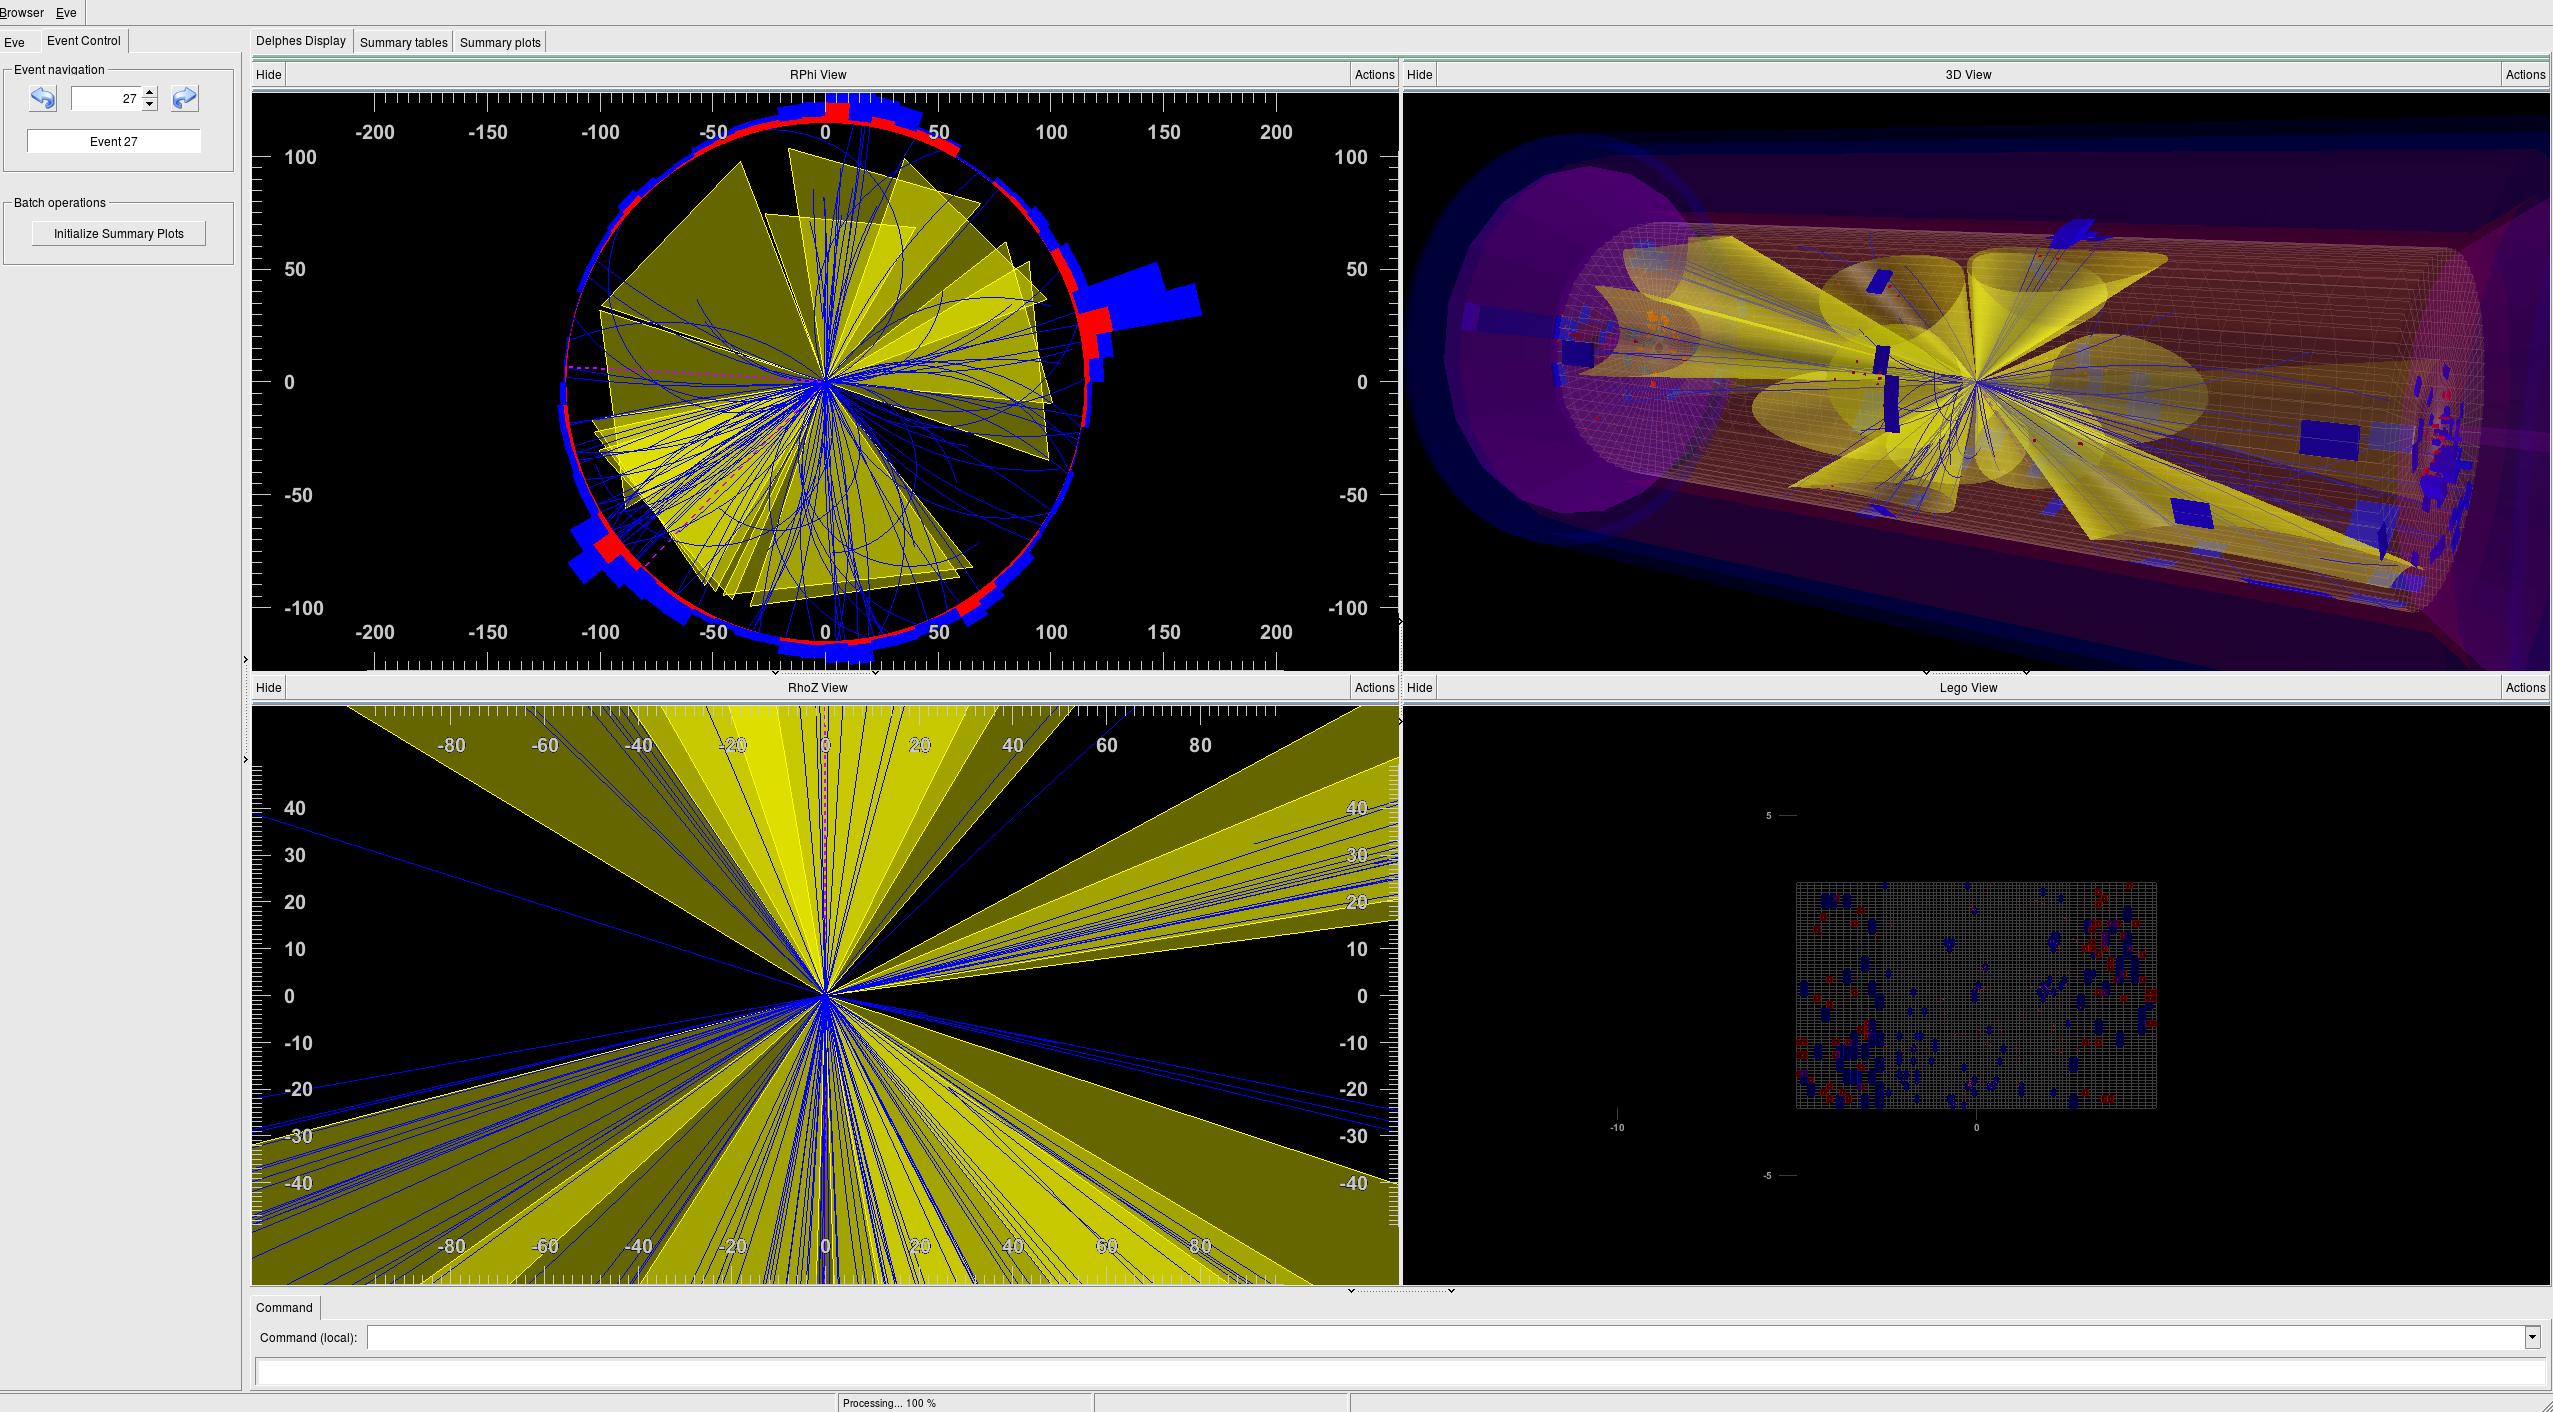 Browser Eve
Eve Event Control
Delphes Display Summary tables Summary plots
Event navigation
27
Event 27
Batch operations
Initialize Summary Plots
Hide RPhi View Actions
-200 -150 -100 -50 0 50 100 150 200
100 100
50 50
0 0
-50 -50
-100 -100
-200 -150 -100 -50 0 50 100 150 200
Hide 3D View Actions
Hide RhoZ View Actions
-80 -60 -40 -20 0 20 40 60 80
40 40
30 30
20 20
10 10
0 0
-10 -10
-20 -20
-30 -30
-40 -40
-80 -60 -40 -20 0 20 40 60 80
Hide Lego View Actions
5
-10 0
-5
Command
Command (local):
Processing... 100 %